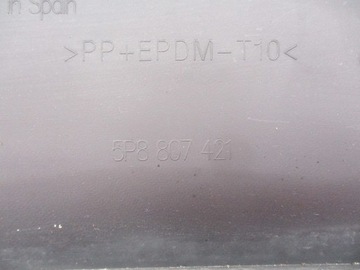 in Spain
>PP+EPDM-T10<
5P8 807 421